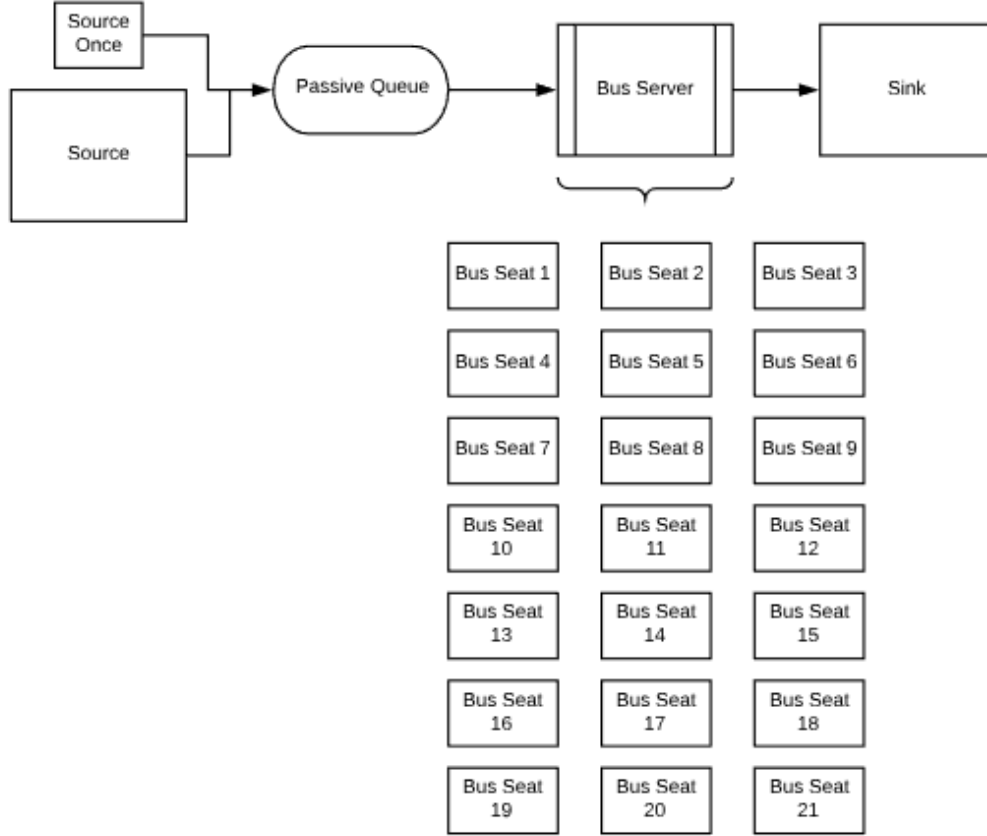 Source
Once
Passive Queue
Bus Server
Sink
Source
Bus Seat 1
Bus Seat 2
Bus Seat 3
Bus Seat 4
Bus Seat 5
Bus Seat 6
Bus Seat 7
Bus Seat 8
Bus Seat 9
Bus Seat
10
Bus Seat
11
Bus Seat
12
Bus Seat
13
Bus Seat
14
Bus Seat
15
Bus Seat
16
Bus Seat
17
Bus Seat
18
Bus Seat
19
Bus Seat
20
Bus Seat
21